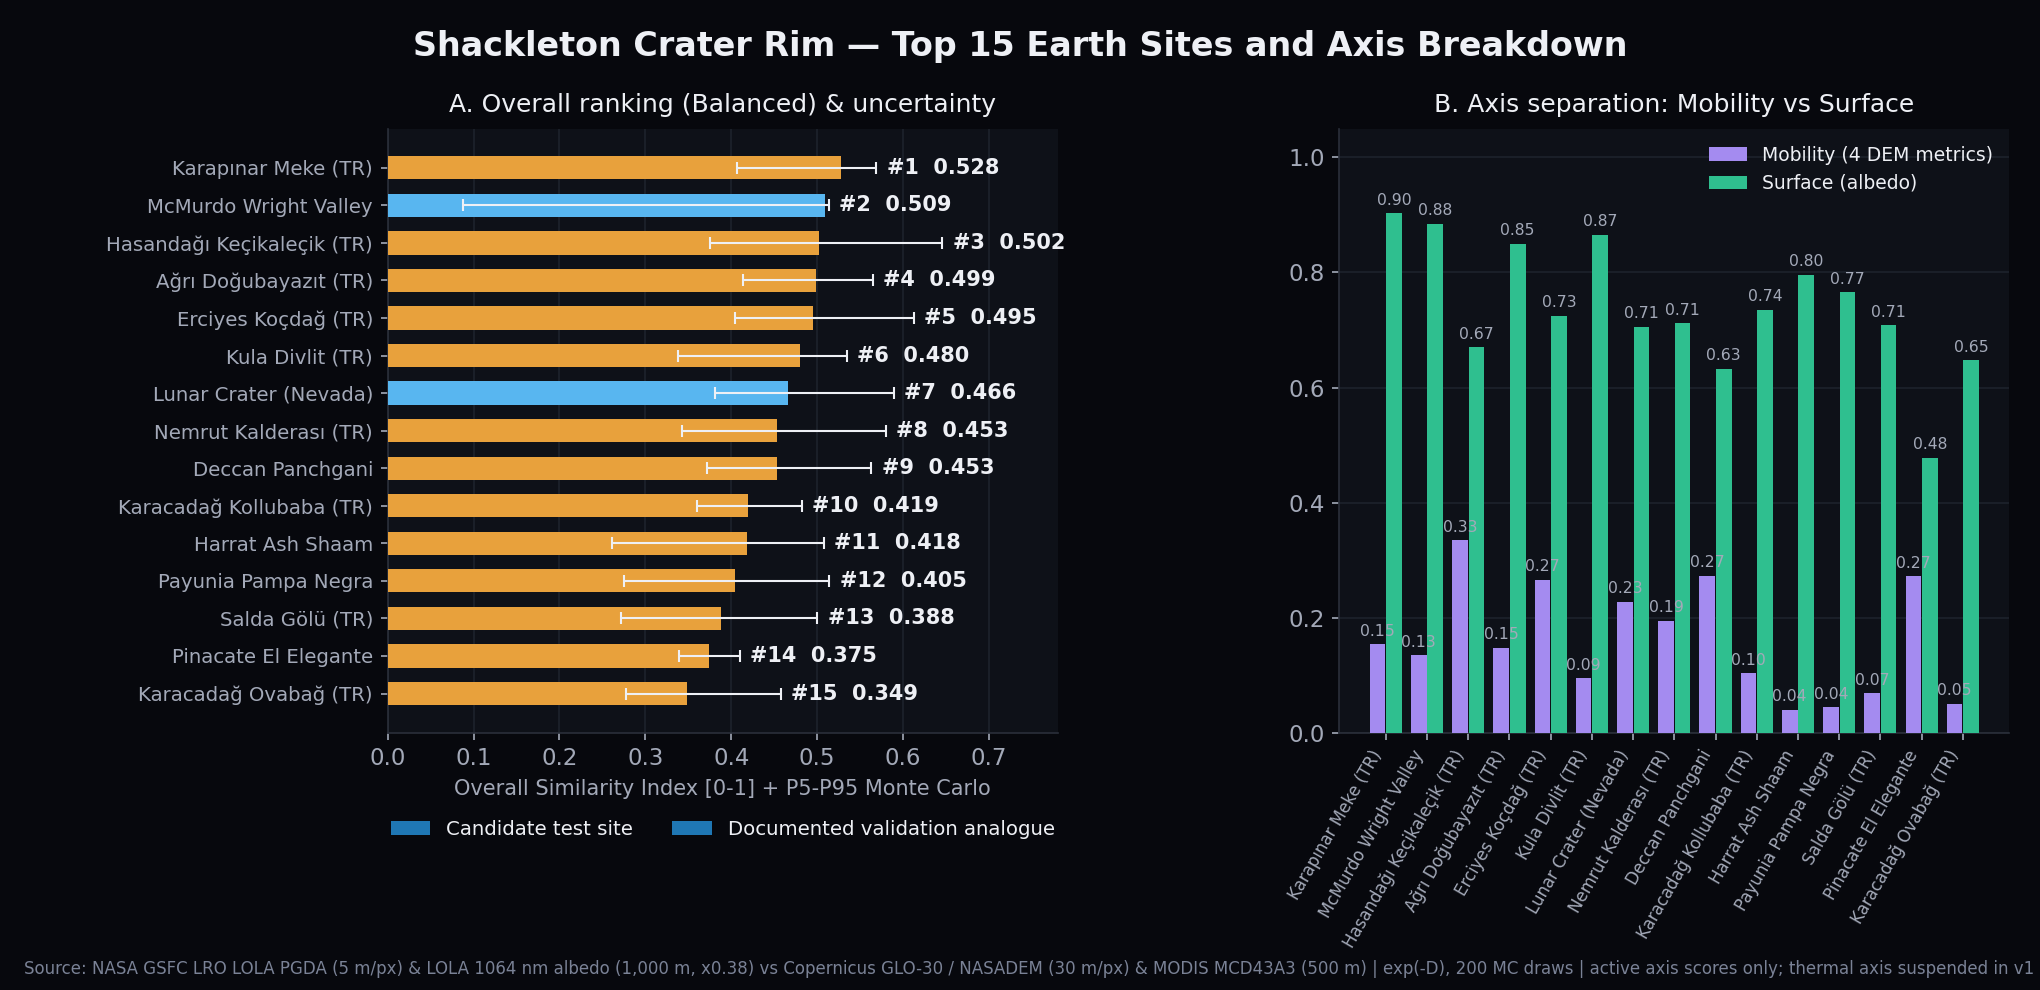 Shackleton Crater Rim — Top 15 Earth Sites and Axis Breakdown
A. Overall ranking (Balanced) & uncertainty
Karapınar Meke (TR) #1 0.528
McMurdo Wright Valley #2 0.509
Hasandağı Keçikaleçik (TR) #3 0.502
Ağrı Doğubayazıt (TR) #4 0.499
Erciyes Koçdağ (TR) #5 0.495
Kula Divlit (TR) #6 0.480
Lunar Crater (Nevada) #7 0.466
Nemrut Kalderası (TR) #8 0.453
Deccan Panchgani #9 0.453
Karacadağ Kollubaba (TR) #10 0.419
Harrat Ash Shaam #11 0.418
Payunia Pampa Negra #12 0.405
Salda Gölü (TR) #13 0.388
Pinacate El Elegante #14 0.375
Karacadağ Ovabağ (TR) #15 0.349
0.0 0.1 0.2 0.3 0.4 0.5 0.6 0.7
Overall Similarity Index [0-1] + P5-P95 Monte Carlo
Candidate test site
Documented validation analogue
B. Axis separation: Mobility vs Surface
Mobility (4 DEM metrics)
Surface (albedo)
1.0
0.8
0.6
0.4
0.2
0.0
0.15 0.13 0.33 0.15 0.27 0.09 0.23 0.19 0.27 0.10 0.04 0.04 0.07 0.27 0.05
0.90 0.88 0.67 0.85 0.73 0.87 0.71 0.71 0.63 0.74 0.80 0.77 0.71 0.48 0.65
Karapınar Meke (TR)
McMurdo Wright Valley
Hasandağı Keçikaleçik (TR)
Ağrı Doğubayazıt (TR)
Erciyes Koçdağ (TR)
Kula Divlit (TR)
Lunar Crater (Nevada)
Nemrut Kalderası (TR)
Deccan Panchgani
Karacadağ Kollubaba (TR)
Harrat Ash Shaam
Payunia Pampa Negra
Salda Gölü (TR)
Pinacate El Elegante
Karacadağ Ovabağ (TR)
Source: NASA GSFC LRO LOLA PGDA (5 m/px) & LOLA 1064 nm albedo (1,000 m, x0.38) vs Copernicus GLO-30 / NASADEM (30 m/px) & MODIS MCD43A3 (500 m) | exp(-D), 200 MC draws | active axis scores only; thermal axis suspended in v1